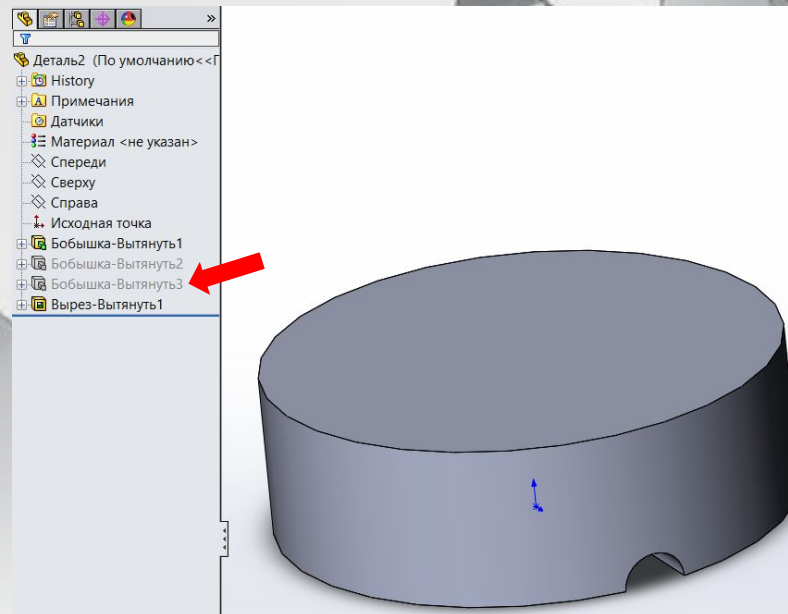 »
Деталь2 (По умолчанию<<Г
History
A Примечания
Датчики
Материал <не указан>
Спереди
Сверху
Справа
Исходная точка
Бобышка-Вытянуть1
Бобышка-Вытянуть2
Бобышка-Вытянуть3
Вырез-Вытянуть1